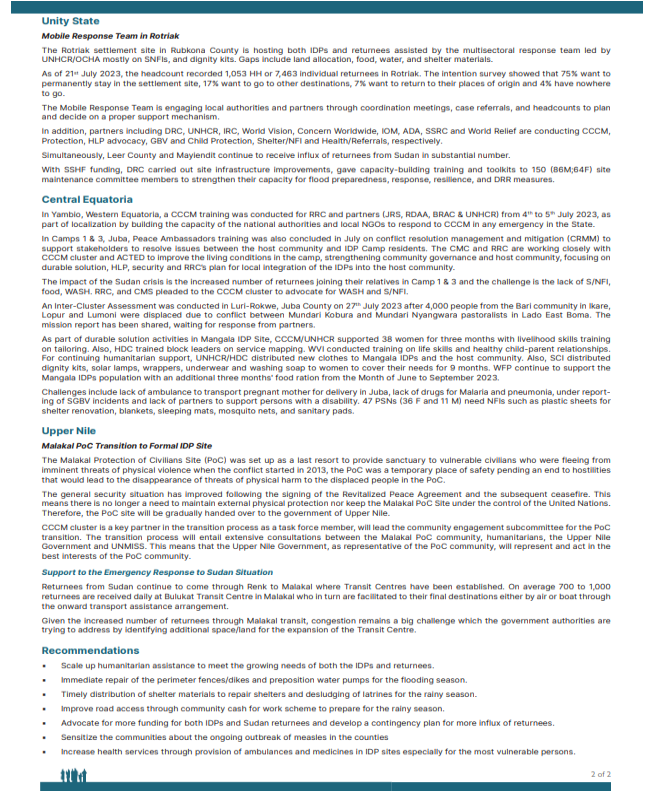 Unity State
Mobile Response Team in Rotriak
The Rotriak settlement site in Rubkona County is hosting both IDPs and returnees assisted by the multisectoral response team led by
UNHCR/OCHA mostly on SNFIs, and dignity kits. Gaps include land allocation, food, water, and shelter materials.
As of 21st July 2023, the headcount recorded 1,053 HH or 7,463 individual returnees in Rotriak. The intention survey showed that 75% want to
permanently stay in the settlement site, 17% want to go to other destinations, 7% want to return to their places of origin and 4% have nowhere
to go.
The Mobile Response Team is engaging local authorities and partners through coordination meetings, case referrals, and headcounts to plan
and decide on a proper support mechanism.
In addition, partners including DRC, UNHCR, IRC, World Vision, Concern Worldwide, IOM, ADA, SSRC and World Relief are conducting CCCM,
Protection, HLP advocacy, GBV and Child Protection, Shelter/NFI and Health/Referrals, respectively.
Simultaneously, Leer County and Mayiendit continue to receive influx of returnees from Sudan in substantial number.
With SSHF funding, DRC carried out site infrastructure improvements, gave capacity-building training and toolkits to 150 (86M;64F) site
maintenance committee members to strengthen their capacity for flood preparedness, response, resilience, and DRR measures.
Central Equatoria
In Yambio, Western Equatoria, a CCCM training was conducted for RRC and partners (JRS, RDAA, BRAC & UNHCR) from 4th to 5th July 2023, as
part of localization by building the capacity of the national authorities and local NGOs to respond to CCCM in any emergency in the State.
In Camps 1 & 3, Juba, Peace Ambassadors training was also concluded in July on conflict resolution management and mitigation (CRMM) to
support stakeholders to resolve issues between the host community and IDP Camp residents. The CMC and RRC are working closely with
CCCM cluster and ACTED to improve the living conditions in the camp, strengthening community governance and host community, focusing on
durable solution, HLP, security and RRC's plan for local integration of the IDPs into the host community.
The impact of the Sudan crisis is the increased number of returnees joining their relatives in Camp 1 & 3 and the challenge is the lack of S/NFI,
food, WASH. RRC, and CMS pleaded to the CCCM cluster to advocate for WASH and S/NFI.
An Inter-Cluster Assessment was conducted in Luri-Rokwe, Juba County on 27th July 2023 after 4,000 people from the Bari community in Ikare,
Lopur and Lumoni were displaced due to conflict between Mundari Kobura and Mundari Nyangwara pastoralists in Lado East Boma. The
mission report has been shared, waiting for response from partners.
As part of durable solution activities in Mangala IDP Site, CCCM/UNHCR supported 38 women for three months with livelihood skills training
on tailoring. Also, HDC trained block leaders on service mapping. WVI conducted training on life skills and healthy child-parent relationships.
For continuing humanitarian support, UNHCR/HDC distributed new clothes to Mangala IDPs and the host community. Also, SCI distributed
dignity kits, solar lamps, wrappers, underwear and washing soap to women to cover their needs for 9 months. WFP continue to support the
Mangala IDPs population with an additional three months' food ration from the Month of June to September 2023.
Challenges include lack of ambulance to transport pregnant mother for delivery in Juba, lack of drugs for Malaria and pneumonia, under report-
ing of SGBV incidents and lack of partners to support persons with a disability. 47 PSNs (36 F and 11 M) need NFIs such as plastic sheets for
shelter renovation, blankets, sleeping mats, mosquito nets, and sanitary pads.
Upper Nile
Malakal PoC Transition to Formal IDP Site
The Malakal Protection of Civilians Site (PoC) was set up as a last resort to provide sanctuary to vulnerable civilians who were fleeing from
imminent threats of physical violence when the conflict started in 2013, the PoC was a temporary place of safety pending an end to hostilities
that would lead to the disappearance of threats of physical harm to the displaced people in the PoC.
The general security situation has improved following the signing of the Revitalized Peace Agreement and the subsequent ceasefire. This
means there is no longer a need to maintain external physical protection nor keep the Malakal PoC Site under the control of the United Nations.
Therefore, the PoC site will be gradually handed over to the government of Upper Nile.
CCCM cluster is a key partner in the transition process as a task force member, will lead the community engagement subcommittee for the PoC
transition. The transition process will entail extensive consultations between the Malakal PoC community, humanitarians, the Upper Nile
Government and UNMISS. This means that the Upper Nile Government, as representative of the PoC community, will represent and act in the
best interests of the PoC community.
Support to the Emergency Response to Sudan Situation
Returnees from Sudan continue to come through Renk to Malakal where Transit Centres have been established. On average 700 to 1,000
returnees are received daily at Bulukat Transit Centre in Malakal who in turn are facilitated to their final destinations either by air or boat through
the onward transport assistance arrangement.
Given the increased number of returnees through Malakal transit, congestion remains a big challenge which the government authorities are
trying to address by identifying additional space/land for the expansion of the Transit Centre.
Recommendations
• Scale up humanitarian assistance to meet the growing needs of both the IDPs and returnees.
• Immediate repair of the perimeter fences/dikes and preposition water pumps for the flooding season.
• Timely distribution of shelter materials to repair shelters and desludging of latrines for the rainy season.
• Improve road access through community cash for work scheme to prepare for the rainy season.
• Advocate for more funding for both IDPs and Sudan returnees and develop a contingency plan for more influx of returnees.
• Sensitize the communities about the ongoing outbreak of measles in the counties
• Increase health services through provision of ambulances and medicines in IDP sites especially for the most vulnerable persons.
2 of 2